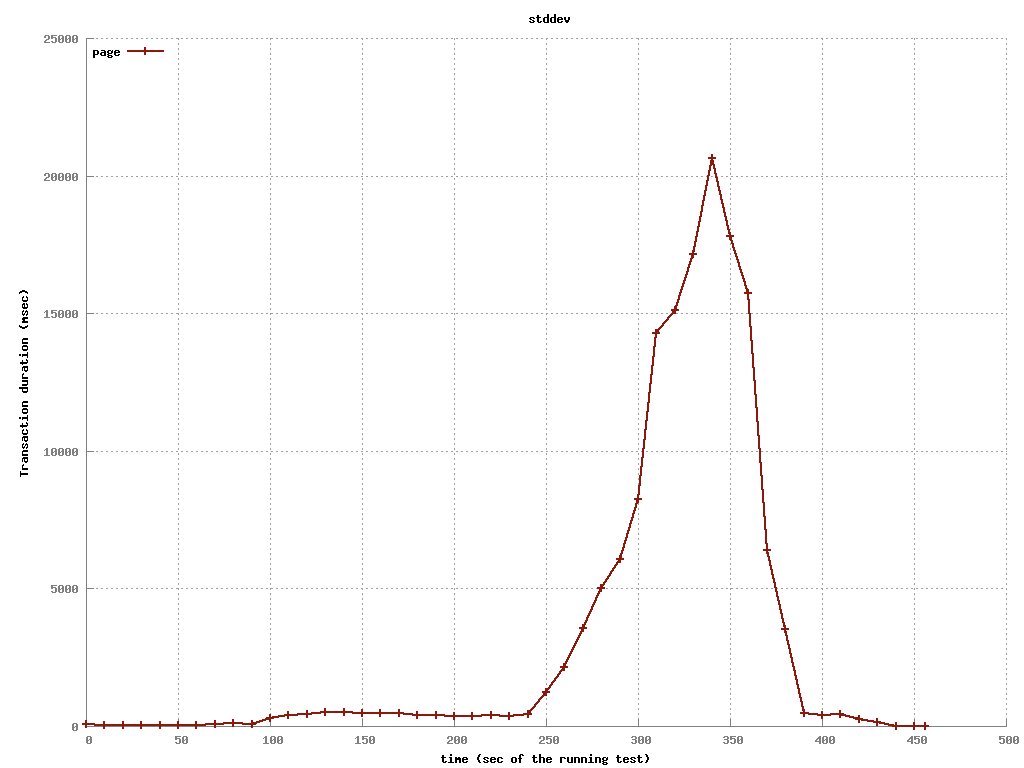 stddev
25000
page
20000
15000
10000
5000
0
0 50 100 150 200 250 300 350 400 450 500
time (sec of the running test)
Transaction duration (msec)